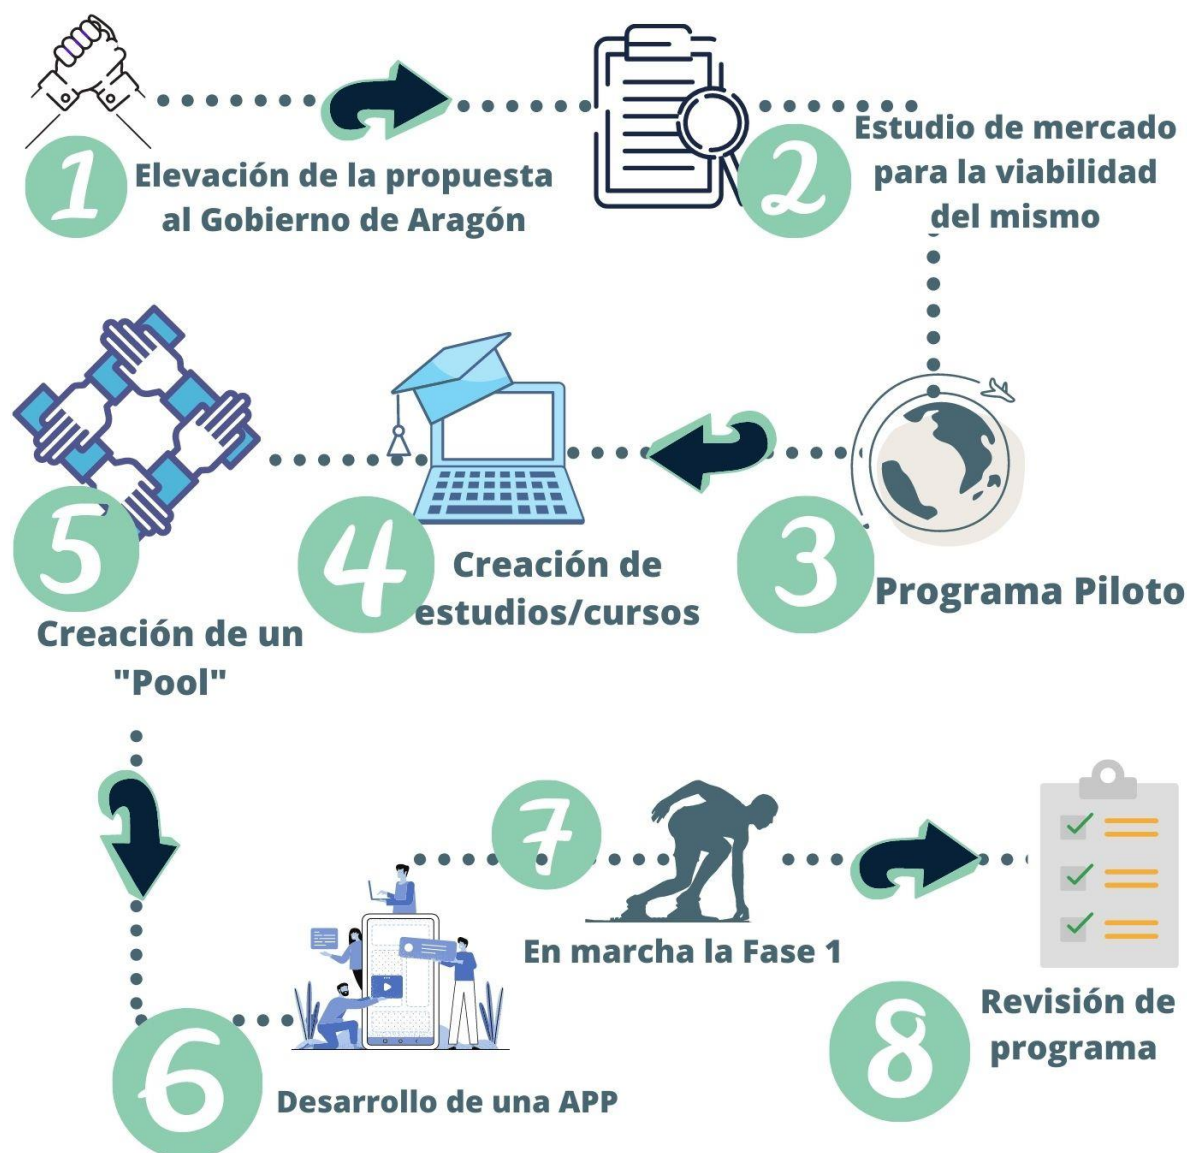 1
Elevación de la propuesta
al Gobierno de Aragón
2
Estudio de mercado
para la viabilidad
del mismo
3
Programa Piloto
4
Creación de
estudios/cursos
5
Creación de un
"Pool"
6
Desarrollo de una APP
7
En marcha la Fase 1
8
Revisión de
programa